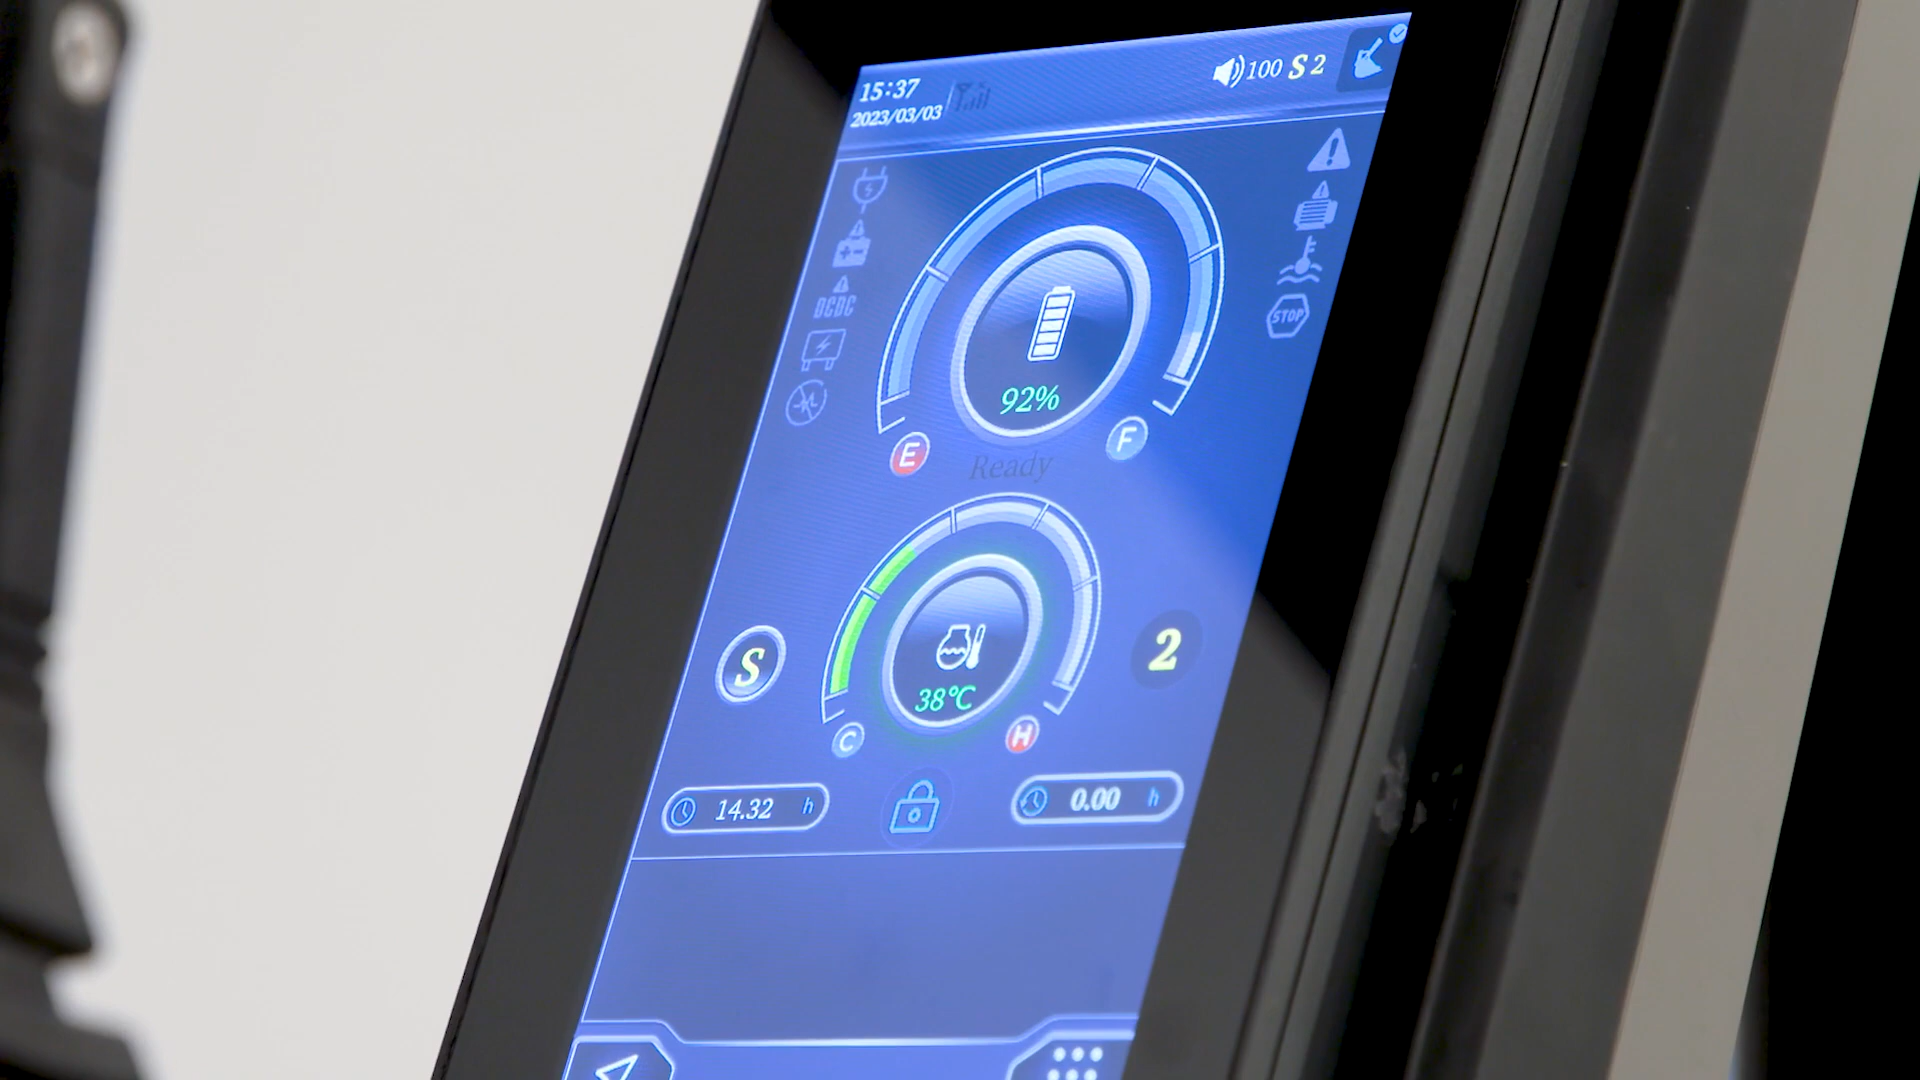 15:37
100 S 2
2023/03/03
DCDC
STOP
92%
E
F
Ready
S
2
38℃
C
H
14.32 h
0.00 h